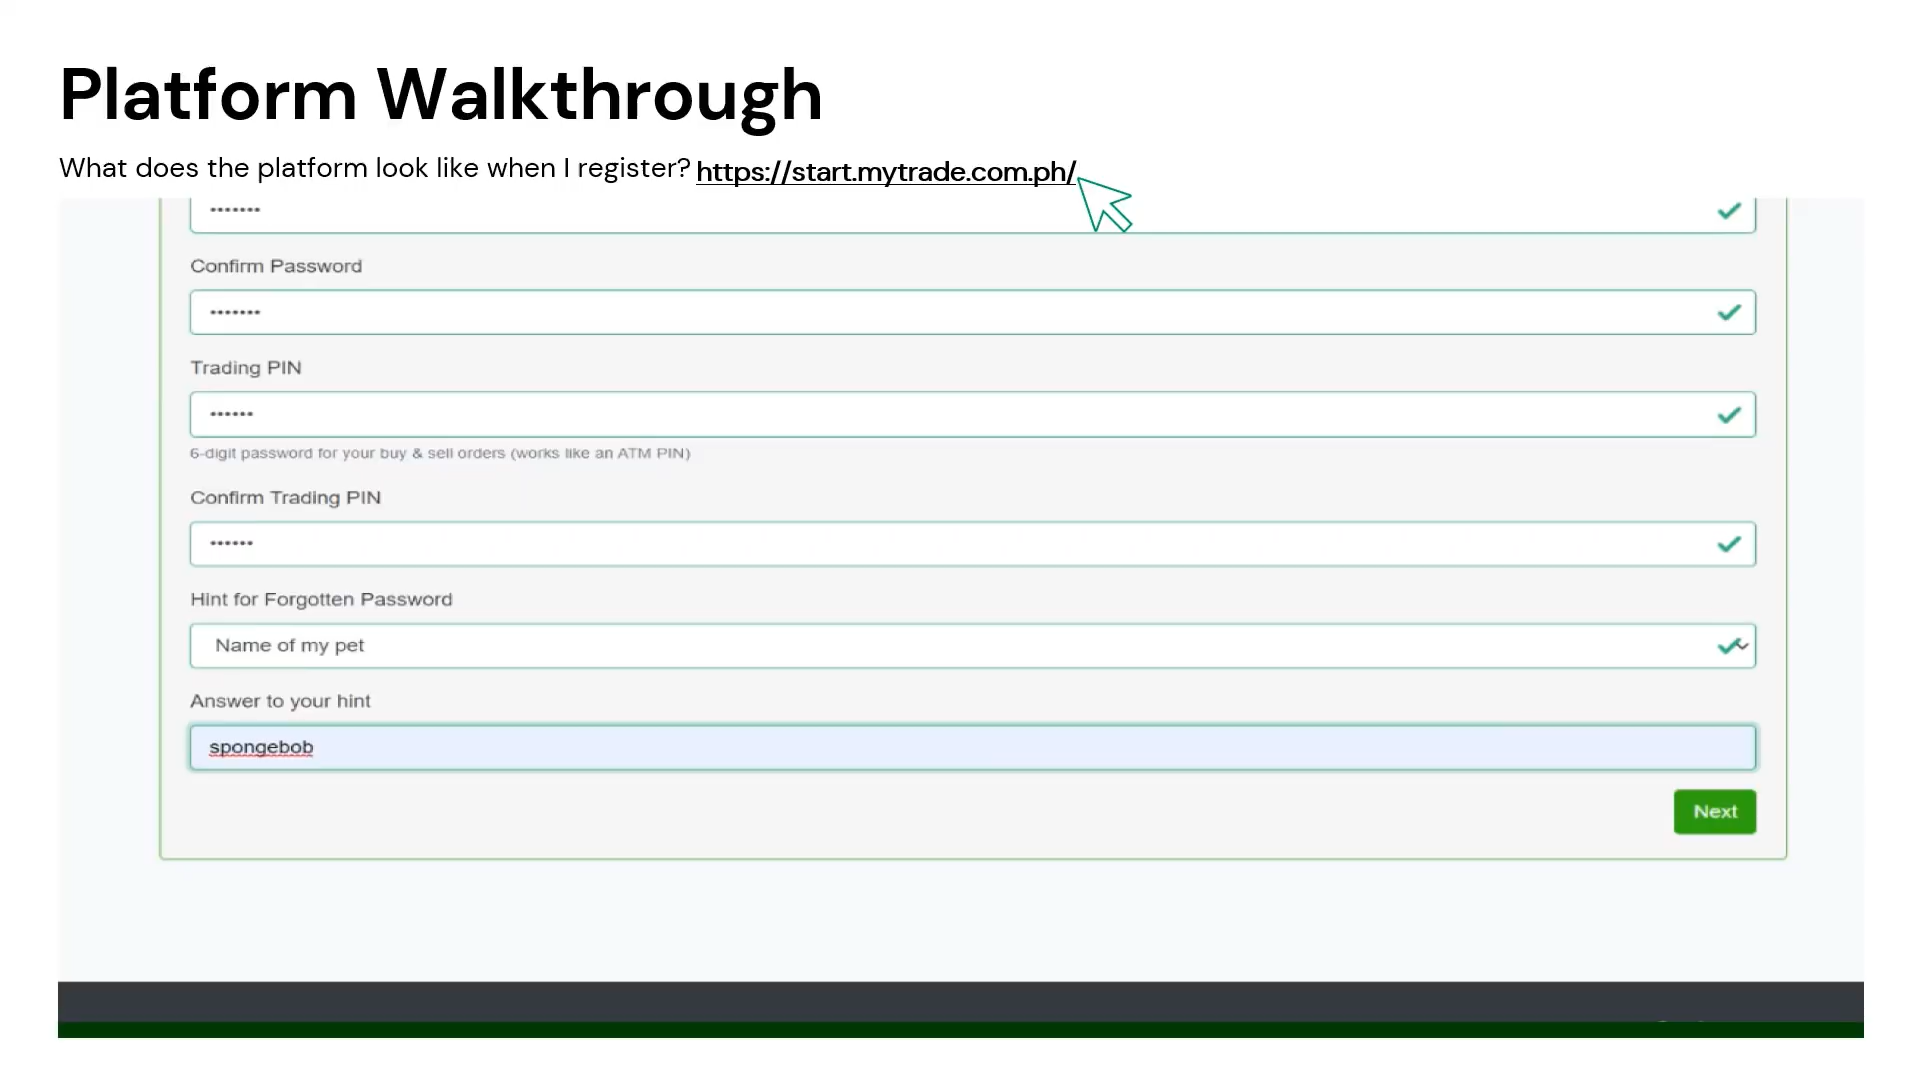 Platform Walkthrough
What does the platform look like when I register? https://start.mytrade.com.ph/
•••••••
Confirm Password
•••••••
Trading PIN
••••••
6-digit password for your buy & sell orders (works like an ATM PIN)
Confirm Trading PIN
••••••
Hint for Forgotten Password
Name of my pet
Answer to your hint
spongebob
Next